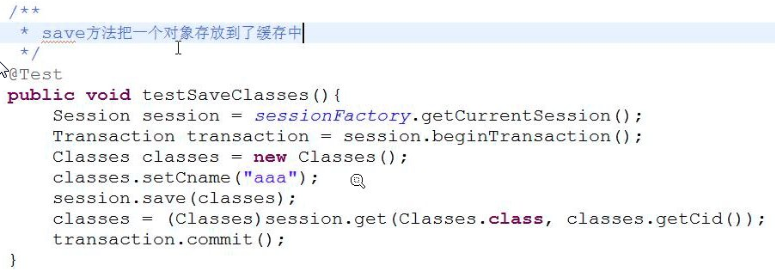 /**
 * save方法把一个对象存放到了缓存中
 */
@Test
public void testSaveClasses(){
    Session session = sessionFactory.getCurrentSession();
    Transaction transaction = session.beginTransaction();
    Classes classes = new Classes();
    classes.setCname("aaa");
    session.save(classes);
    classes = (Classes)session.get(Classes.class, classes.getCid());
    transaction.commit();
}